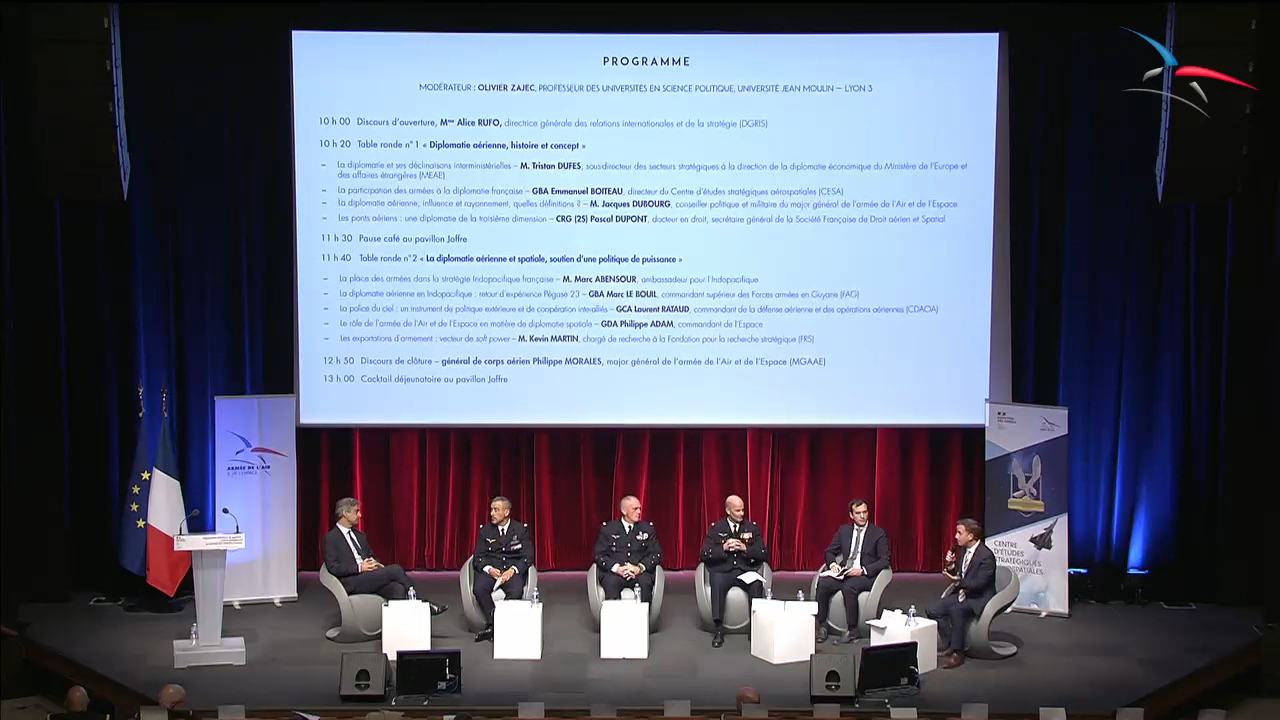 PROGRAMME
MODÉRATEUR : OLIVIER ZAJEC, PROFESSEUR DES UNIVERSITÉS EN SCIENCE POLITIQUE, UNIVERSITÉ JEAN MOULIN – LYON 3
10 h 00 Discours d'ouverture, Mme Alice RUFO, directrice générale des relations internationales et de la stratégie (DGRIS)
10 h 20 Table ronde n°1 « Diplomatie aérienne, histoire et concept »
– La diplomatie et ses déclinaisons interministérielles – M. Tristan DUFES, sous-directeur des secteurs stratégiques à la direction de la diplomatie économique du Ministère de l'Europe et
des affaires étrangères (MEAE)
– La participation des armées à la diplomatie française – GBA Emmanuel BOITEAU, directeur du Centre d'études stratégiques aérospatiales (CESA)
– La diplomatie aérienne, influence et rayonnement, quelles définitions ? – M. Jacques DUBOURG, conseiller politique et militaire du major général de l'armée de l'Air et de l'Espace
– Les ponts aériens : une diplomatie de la troisième dimension – CRG (2S) Pascal DUPONT, docteur en droit, secrétaire général de la Société Française de Droit aérien et Spatial
11 h 30 Pause café au pavillon Joffre
11 h 40 Table ronde n°2 « La diplomatie aérienne et spatiale, soutien d'une politique de puissance »
– La place des armées dans la stratégie Indopacifique française – M. Marc ABENSOUR, ambassadeur pour l'Indopacifique
– La diplomatie aérienne en Indopacifique : retour d'expérience Pégase 23 – GBA Marc LE BOUIL, commandant supérieur des Forces armées en Guyane (FAG)
– La police du ciel : un instrument de politique extérieure et de coopération interalliés – GCA Laurent RATAUD, commandant de la défense aérienne et des opérations aériennes (CDAOA)
– Le rôle de l'armée de l'Air et de l'Espace en matière de diplomatie spatiale – GDA Philippe ADAM, commandant de l'Espace
– Les exportations d'armement : vecteur de soft power – M. Kevin MARTIN, chargé de recherche à la Fondation pour la recherche stratégique (FRS)
12 h 50 Discours de clôture – général de corps aérien Philippe MORALES, major général de l'armée de l'Air et de l'Espace (MGAAE)
13 h 00 Cocktail déjeunatoire au pavillon Joffre
ARMÉE DE L'AIR
& DE L'ESPACE
CENTRE
D'ÉTUDES
STRATÉGIQUES